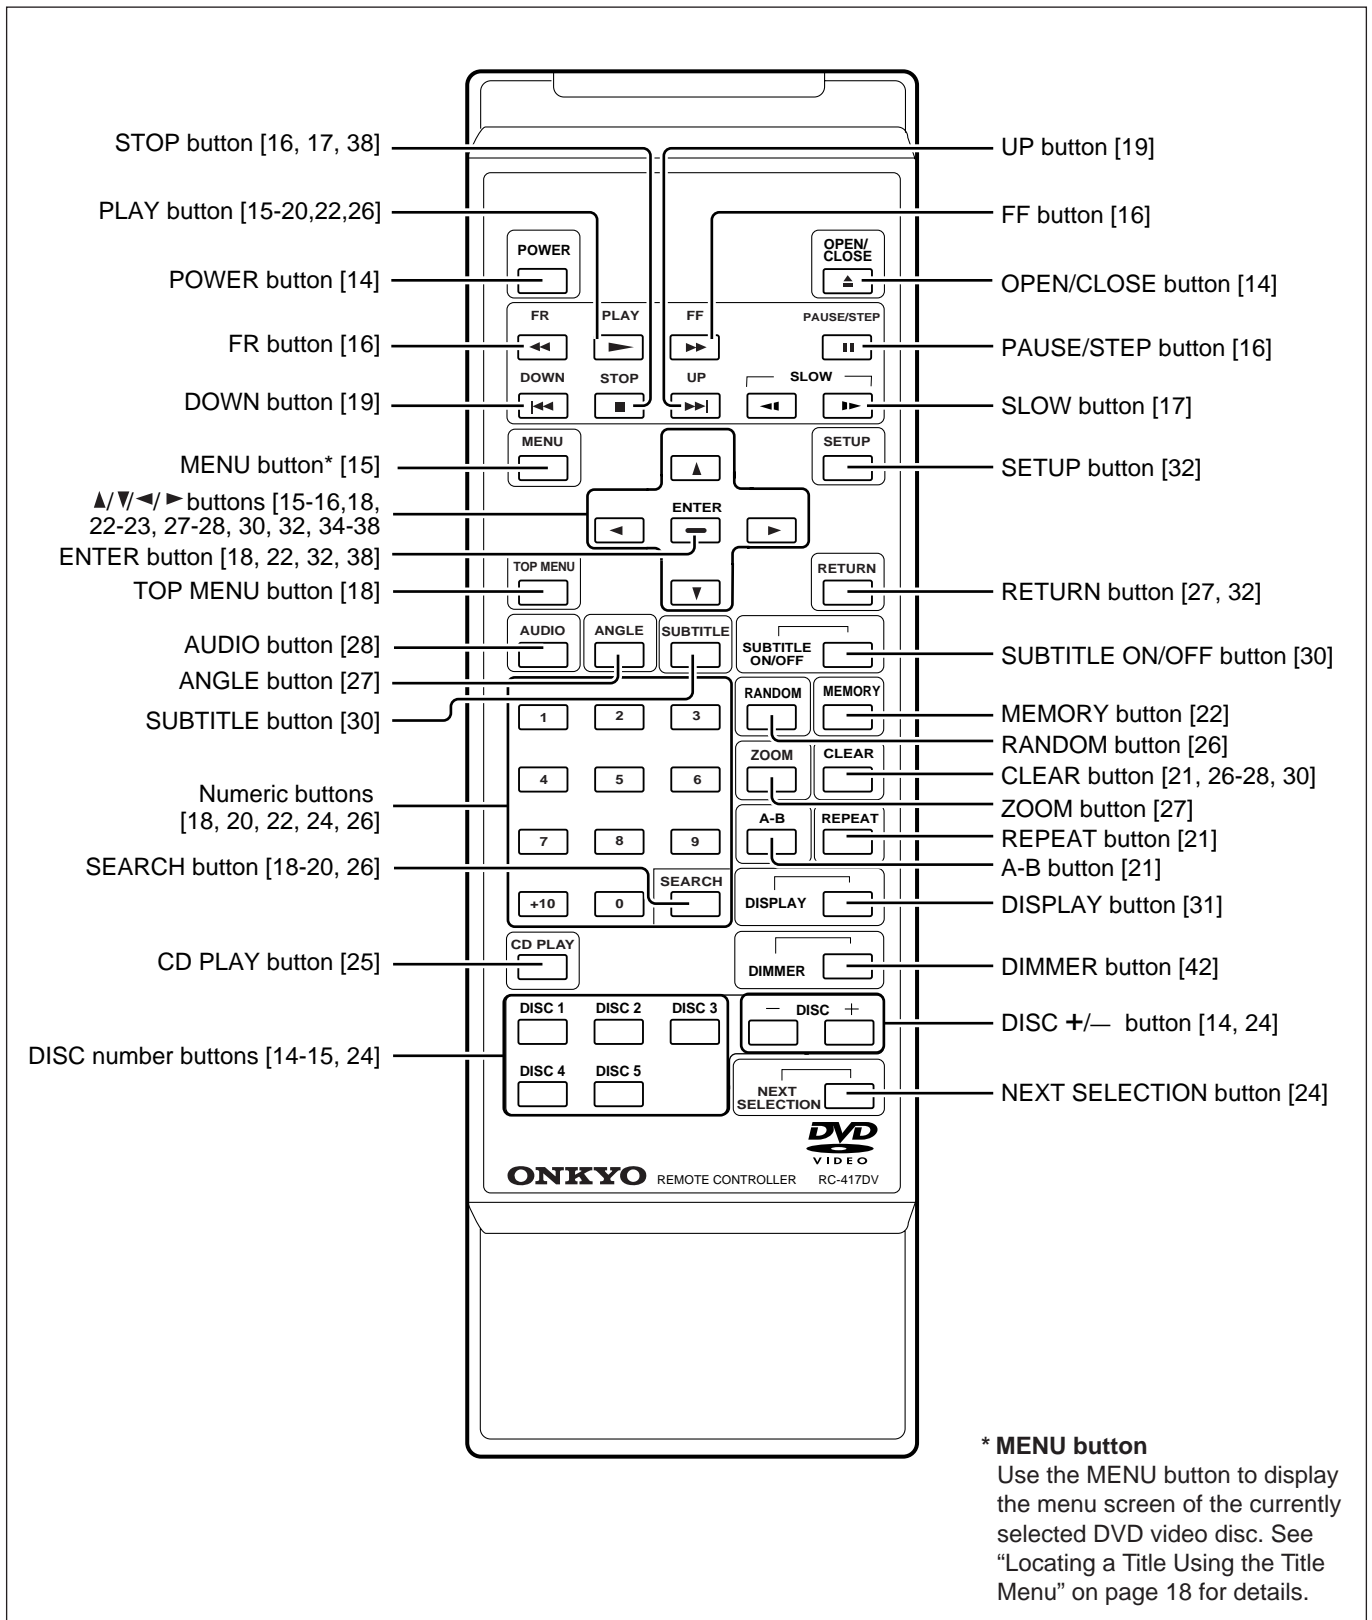 STOP button [16, 17, 38]
PLAY button [15-20,22,26]
POWER button [14]
FR button [16]
DOWN button [19]
MENU button* [15]
▲/▼/◄/ ► buttons [15-16,18,
22-23, 27-28, 30, 32, 34-38
ENTER button [18, 22, 32, 38]
TOP MENU button [18]
AUDIO button [28]
ANGLE button [27]
SUBTITLE button [30]
Numeric buttons
[18, 20, 22, 24, 26]
SEARCH button [18-20, 26]
CD PLAY button [25]
DISC number buttons [14-15, 24]
POWER
OPEN/
CLOSE
FR PLAY FF PAUSE/STEP
DOWN STOP UP SLOW
MENU SETUP
ENTER
TOP MENU RETURN
AUDIO ANGLE SUBTITLE
SUBTITLE
ON/OFF
RANDOM MEMORY
1 2 3
ZOOM CLEAR
4 5 6
A-B REPEAT
7 8 9
SEARCH
+10 0
DISPLAY
CD PLAY
DIMMER
DISC 1 DISC 2 DISC 3
— DISC +
DISC 4 DISC 5
NEXT
SELECTION
DVD
VIDEO
ONKYO REMOTE CONTROLLER RC-417DV
UP button [19]
FF button [16]
OPEN/CLOSE button [14]
PAUSE/STEP button [16]
SLOW button [17]
SETUP button [32]
RETURN button [27, 32]
SUBTITLE ON/OFF button [30]
MEMORY button [22]
RANDOM button [26]
CLEAR button [21, 26-28, 30]
ZOOM button [27]
REPEAT button [21]
A-B button [21]
DISPLAY button [31]
DIMMER button [42]
DISC +/— button [14, 24]
NEXT SELECTION button [24]
* MENU button
Use the MENU button to display
the menu screen of the currently
selected DVD video disc. See
“Locating a Title Using the Title
Menu” on page 18 for details.